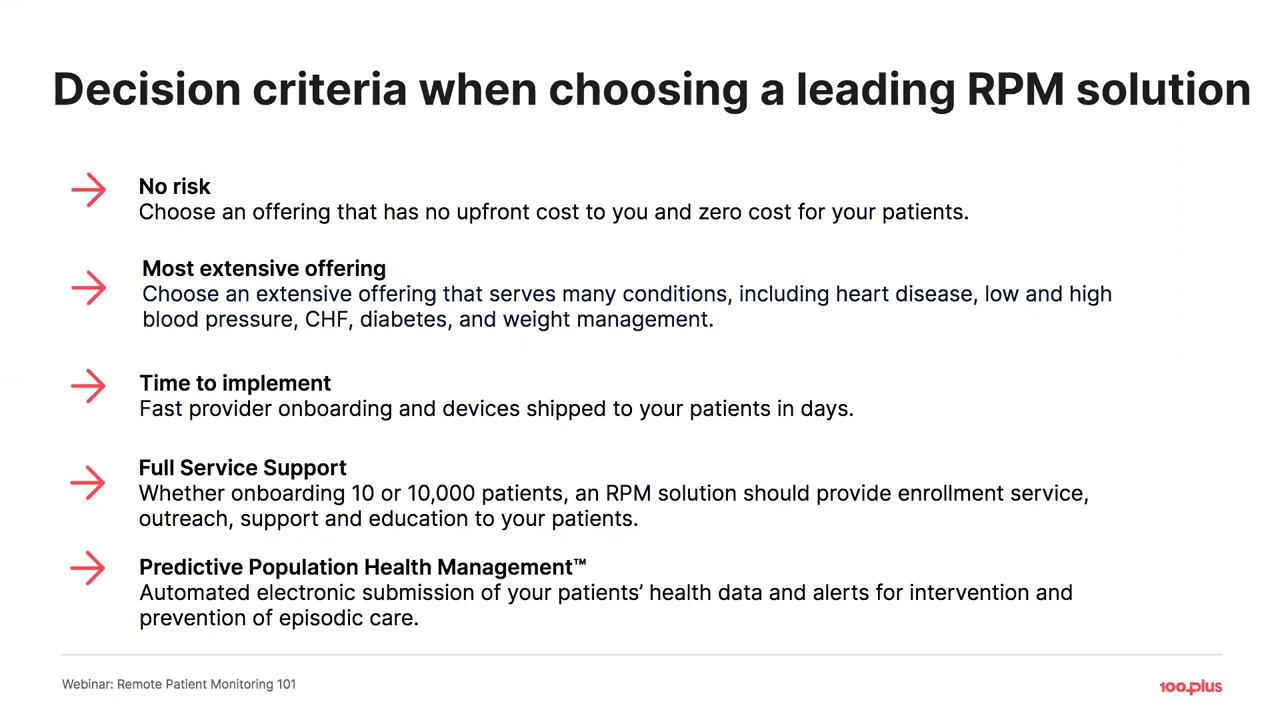 Decision criteria when choosing a leading RPM solution
No risk
Choose an offering that has no upfront cost to you and zero cost for your patients.
Most extensive offering
Choose an extensive offering that serves many conditions, including heart disease, low and high
blood pressure, CHF, diabetes, and weight management.
Time to implement
Fast provider onboarding and devices shipped to your patients in days.
Full Service Support
Whether onboarding 10 or 10,000 patients, an RPM solution should provide enrollment service,
outreach, support and education to your patients.
Predictive Population Health Management™
Automated electronic submission of your patients’ health data and alerts for intervention and
prevention of episodic care.
Webinar: Remote Patient Monitoring 101
100plus